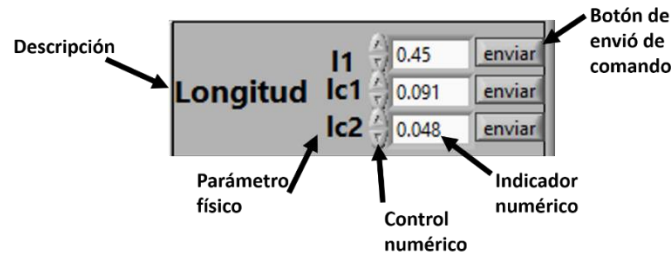 Botón de
envió de
comando
Descripción
l1 0.45 enviar
Longitud lc1 0.091 enviar
lc2 0.048 enviar
Parámetro
físico
Control
numérico
Indicador
numérico